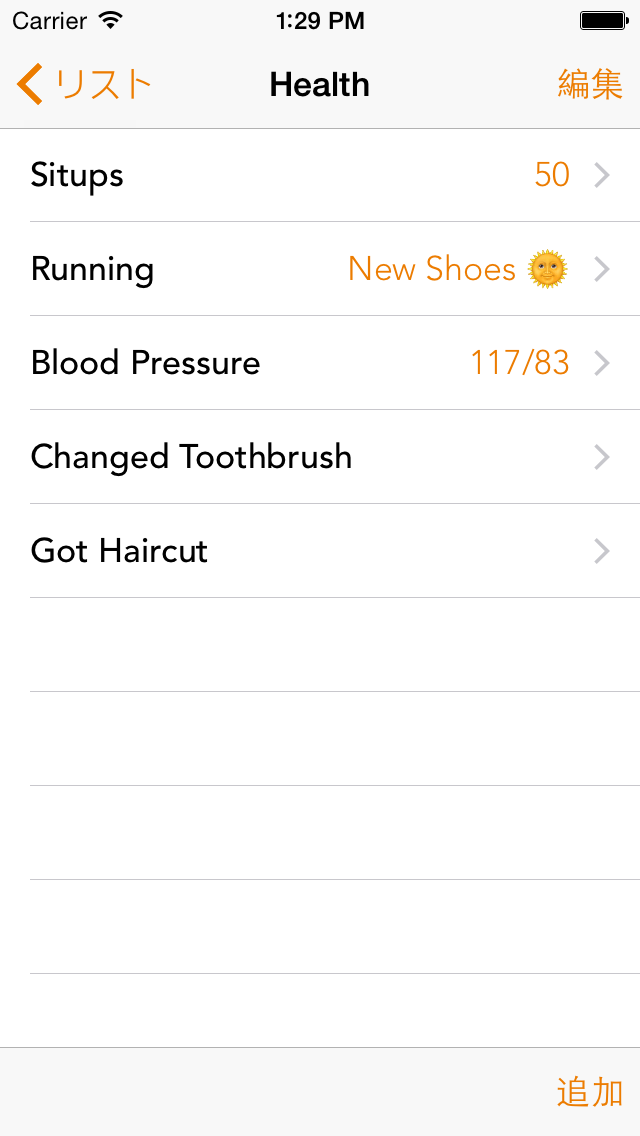 Carrier 1:29 PM
リスト Health 編集
Situps 50
Running New Shoes 🌞
Blood Pressure 117/83
Changed Toothbrush
Got Haircut
追加